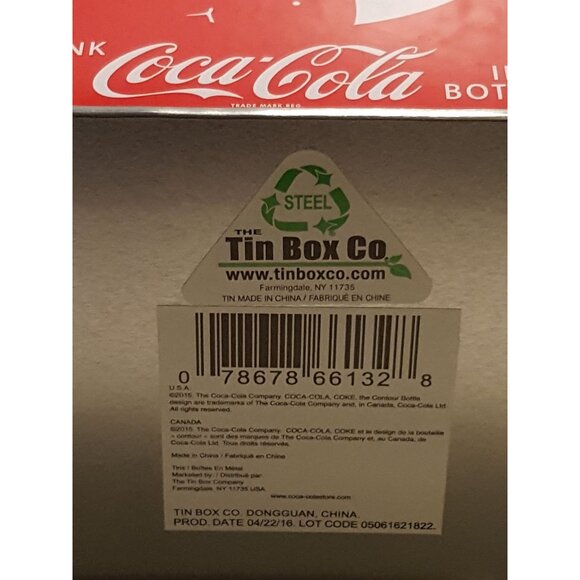 NK
Coca-Cola
TRADE MARK REG.
BOT
STEEL
THE
Tin Box Co.
www.tinboxco.com
Farmingdale, NY 11735
TIN MADE IN CHINA / FABRIQUÉ EN CHINE
0 78678 66132 8
U.S.A.
©2015 The Coca-Cola Company. COCA-COLA, COKE, the Contour Bottle
design are trademarks of The Coca-Cola Company and, in Canada, Coca-Cola Ltd.
All rights reserved.
CANADA
©2015. The Coca-Cola Company. COCA-COLA, COKE et le design de la bouteille
« contour » sont des marques de The Coca-Cola Company et, au Canada, de
Coca-Cola Ltd. Tous droits réservés.
Made in China / Fabriqué en Chine
Tins / Boîtes En Métal
Marketed by: / Distribué par:
The Tin Box Company
Farmingdale, NY 11735 USA
www.coca-colastore.com
TIN BOX CO. DONGGUAN, CHINA.
PROD. DATE 04/22/16. LOT CODE 05061621822.